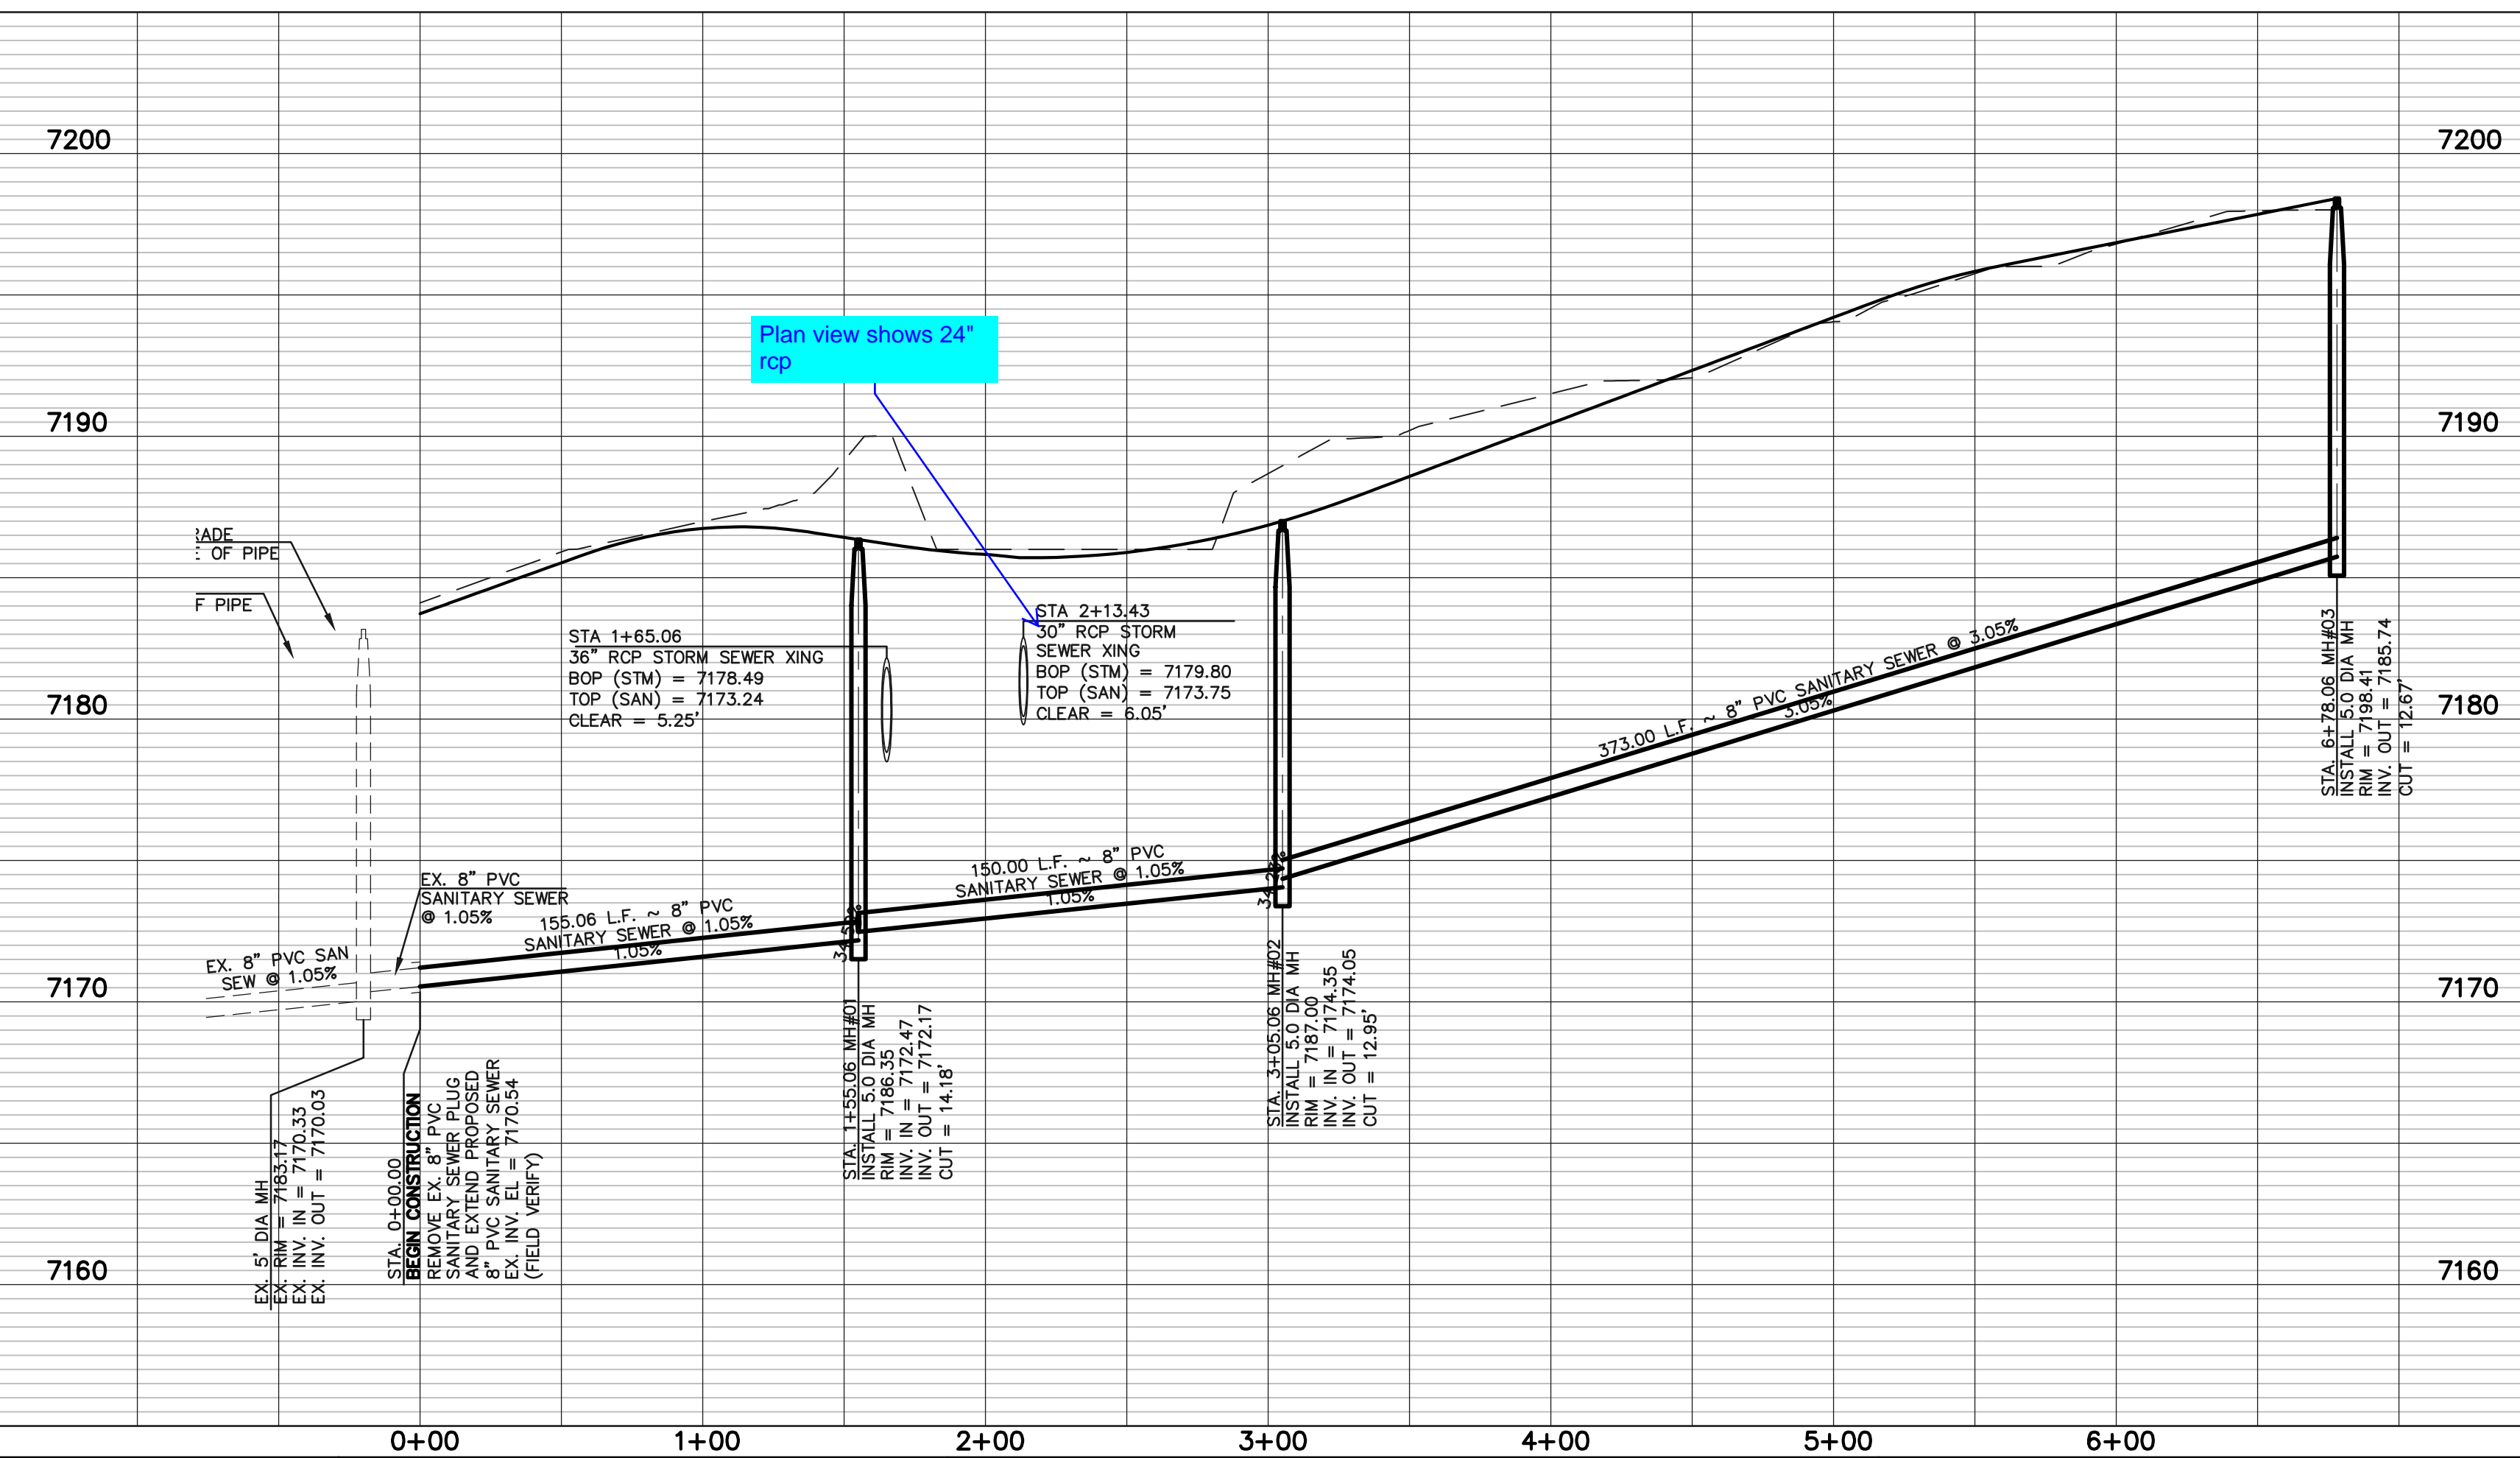 7200
7200
Plan view shows 24"
rcp
7190
7190
RADE
E OF PIPE
F PIPE
STA 1+65.06
36" RCP STORM SEWER XING
BOP (STM) = 7178.49
TOP (SAN) = 7173.24
CLEAR = 5.25'
STA 2+13.43
30" RCP STORM
SEWER XING
BOP (STM) = 7179.80
TOP (SAN) = 7173.75
CLEAR = 6.05'
7180
7180
373.00 L.F. ~ 8" PVC SANITARY SEWER @ 3.05%
3.05%
STA. 6+78.06 MH#03
INSTALL 5.0 DIA MH
RIM = 7198.41
INV. OUT = 7185.74
CUT = 12.67'
EX. 8" PVC
SANITARY SEWER
@ 1.05%
155.06 L.F. ~ 8" PVC
SANITARY SEWER @ 1.05%
1.05%
150.00 L.F. ~ 8" PVC
SANITARY SEWER @ 1.05%
1.05%
EX. 8" PVC SAN
SEW @ 1.05%
7170
7170
STA. 1+55.06 MH#01
INSTALL 5.0 DIA MH
RIM = 7186.35
INV. IN = 7172.47
INV. OUT = 7172.17
CUT = 14.18'
STA. 3+05.06 MH#02
INSTALL 5.0 DIA MH
RIM = 7187.00
INV. IN = 7174.35
INV. OUT = 7174.05
CUT = 12.95'
EX. 5' DIA MH
EX. RIM = 7183.17
EX. INV. IN = 7170.33
EX. INV. OUT = 7170.03
STA. 0+00.00
BEGIN CONSTRUCTION
REMOVE EX. 8" PVC
SANITARY SEWER PLUG
AND EXTEND PROPOSED
8" PVC SANITARY SEWER
EX. INV. EL = 7170.54
(FIELD VERIFY)
7160
7160
0+00
1+00
2+00
3+00
4+00
5+00
6+00